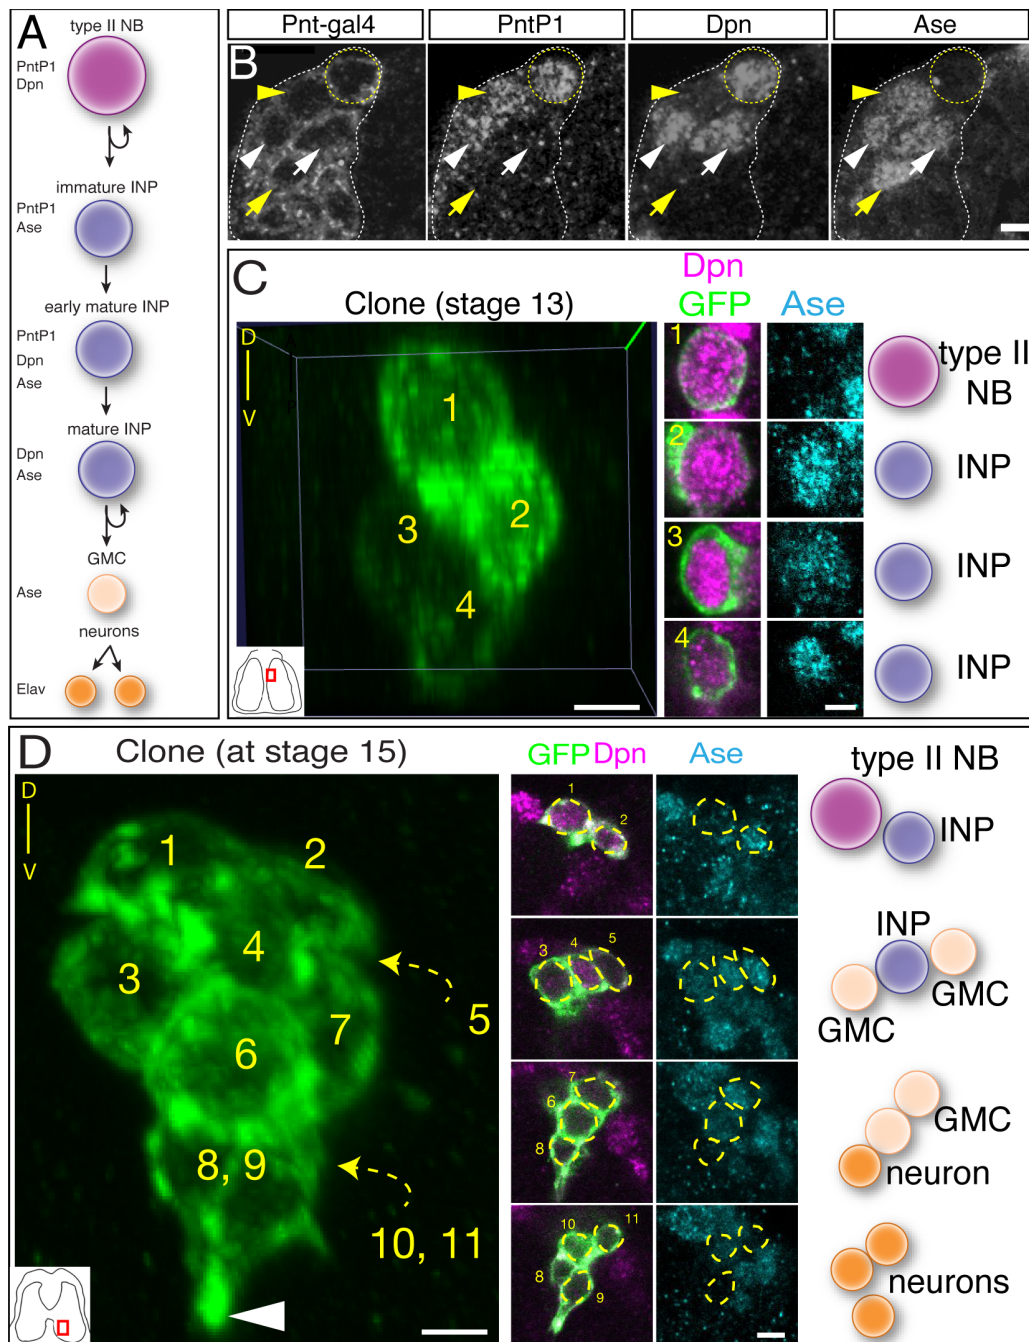 A
type II NB
PntP1
Dpn
immature INP
PntP1
Ase
early mature INP
PntP1
Dpn
Ase
mature INP
Dpn
Ase
GMC
Ase
neurons
Elav
Pnt-gal4
PntP1
Dpn
Ase
B
C
Clone (stage 13)
Dpn
GFP
Ase
D
V
1
2
3
4
1
2
3
4
type II
NB
INP
INP
INP
D
Clone (at stage 15)
D
V
1
2
3
4
5
6
7
8, 9
10, 11
GFP Dpn
Ase
1
2
3
4
5
7
6
8
10
11
8
9
type II NB
INP
INP
GMC
GMC
GMC
neuron
neurons